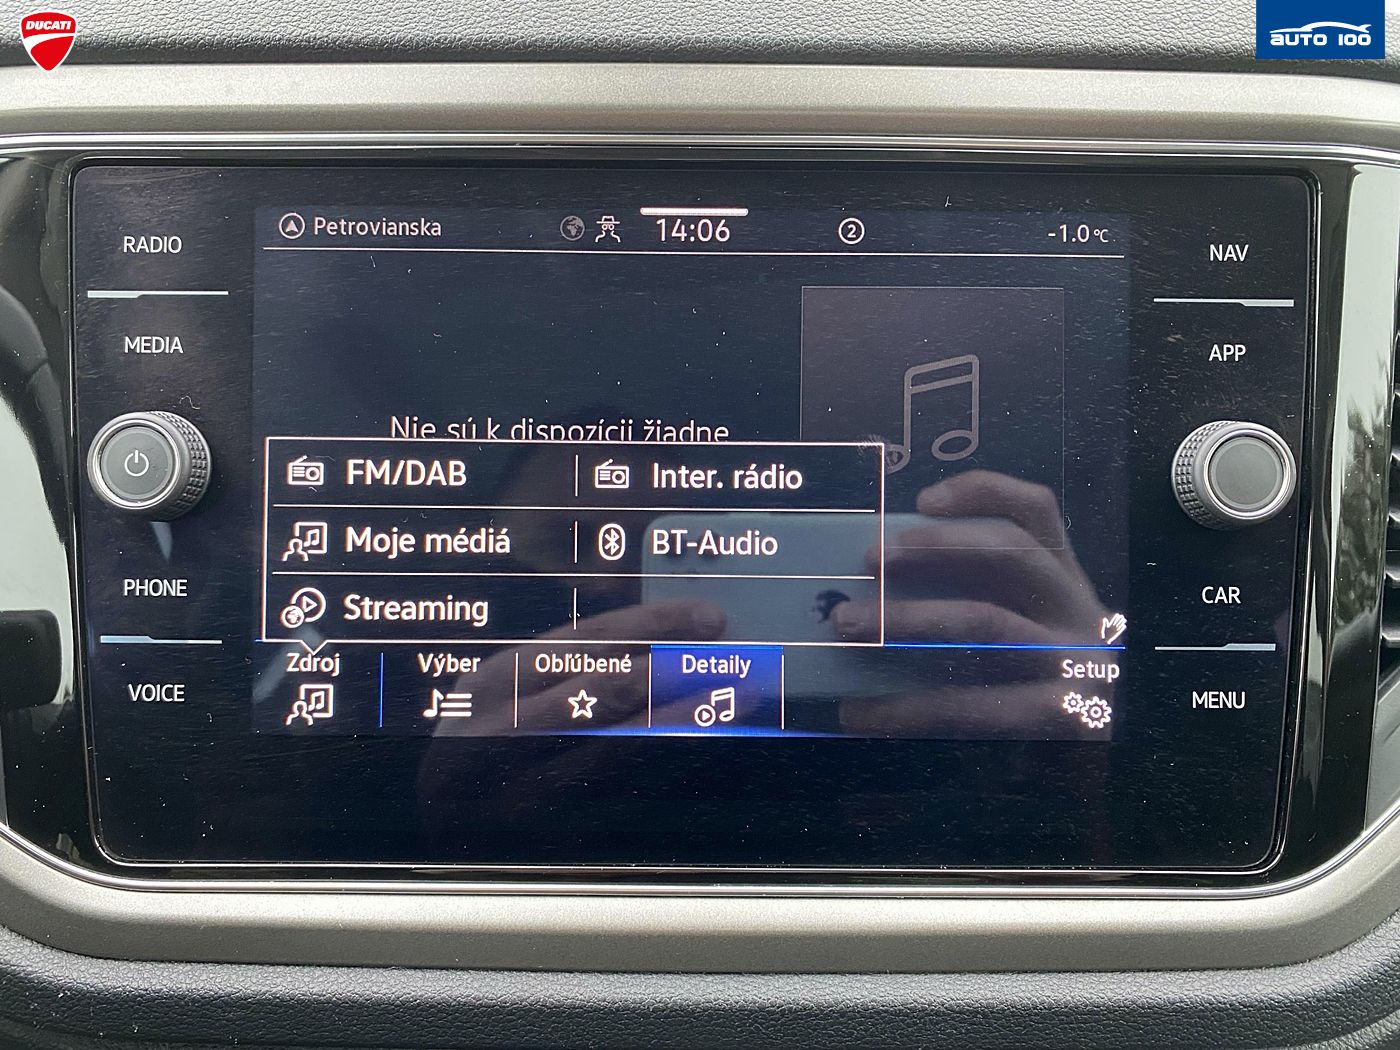 DUCATI
AUTO 100
Petrovianska
14:06
2
-1.0 °C
RADIO
MEDIA
PHONE
VOICE
NAV
APP
CAR
MENU
Nie sú k dispozícii žiadne
FM/DAB
Inter. rádio
Moje médiá
BT-Audio
Streaming
Zdroj
Výber
Obľúbené
Detaily
Setup